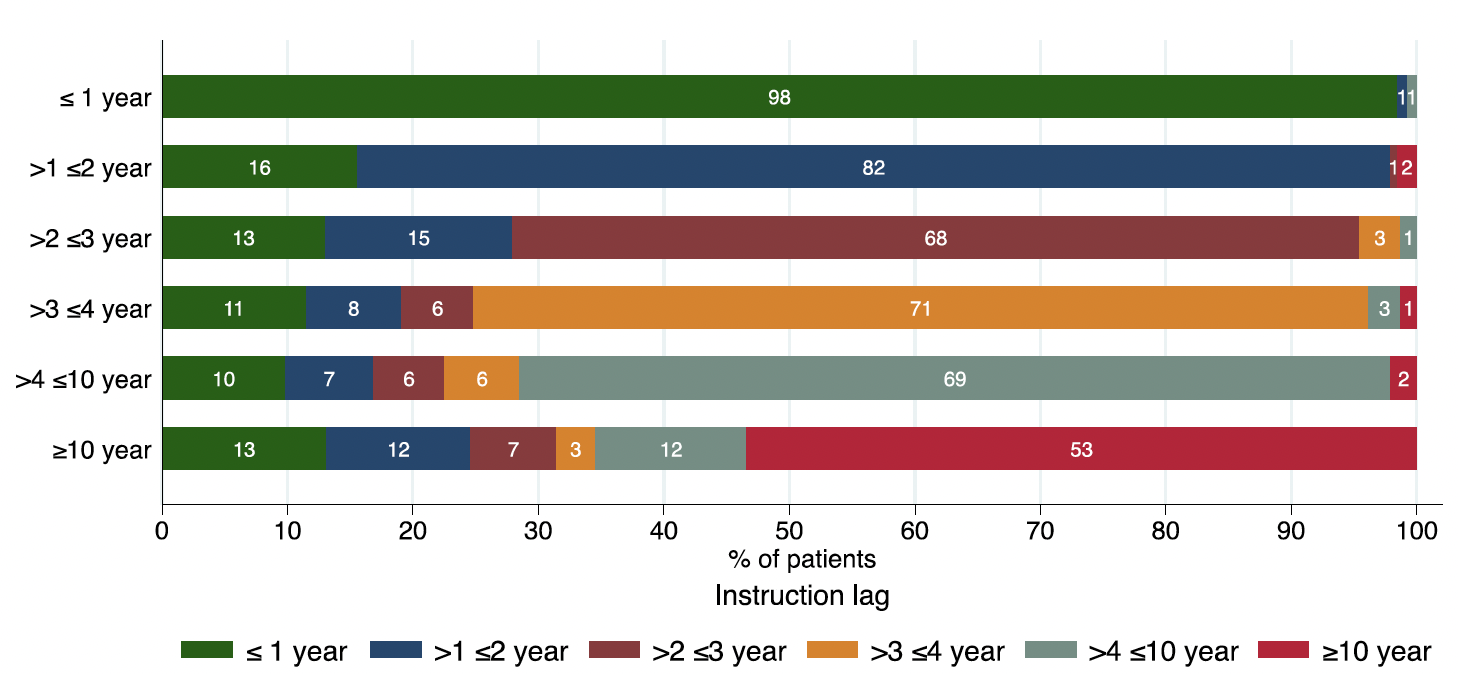 ≤ 1 year 98 1 1
>1 ≤2 year 16 82 1 2
>2 ≤3 year 13 15 68 3 1
>3 ≤4 year 11 8 6 71 3 1
>4 ≤10 year 10 7 6 6 69 2
≥10 year 13 12 7 3 12 53
0 10 20 30 40 50 60 70 80 90 100
% of patients
Instruction lag
≤ 1 year >1 ≤2 year >2 ≤3 year >3 ≤4 year >4 ≤10 year ≥10 year